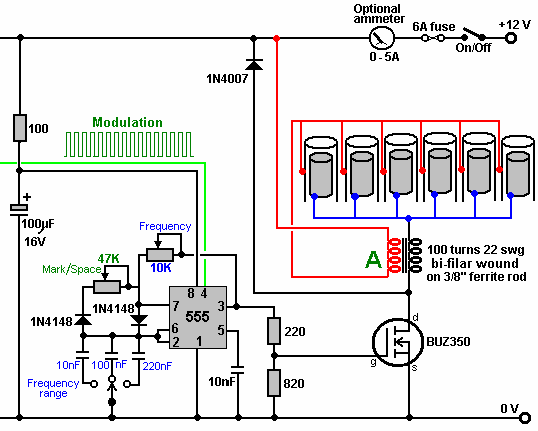 Optional
ammeter
6A fuse
+12 V
0 - 5A
On/Off
1N4007
Modulation
100
+
100µF
16V
Frequency
47K
10K
Mark/Space
A
100 turns 22 swg
bi-filar wound
on 3/8" ferrite rod
1N4148
1N4148
8 4
7
3
555
6
5
2
1
220
d
BUZ350
g
s
10nF
100 nF
220nF
10nF
820
Frequency
range
0 V